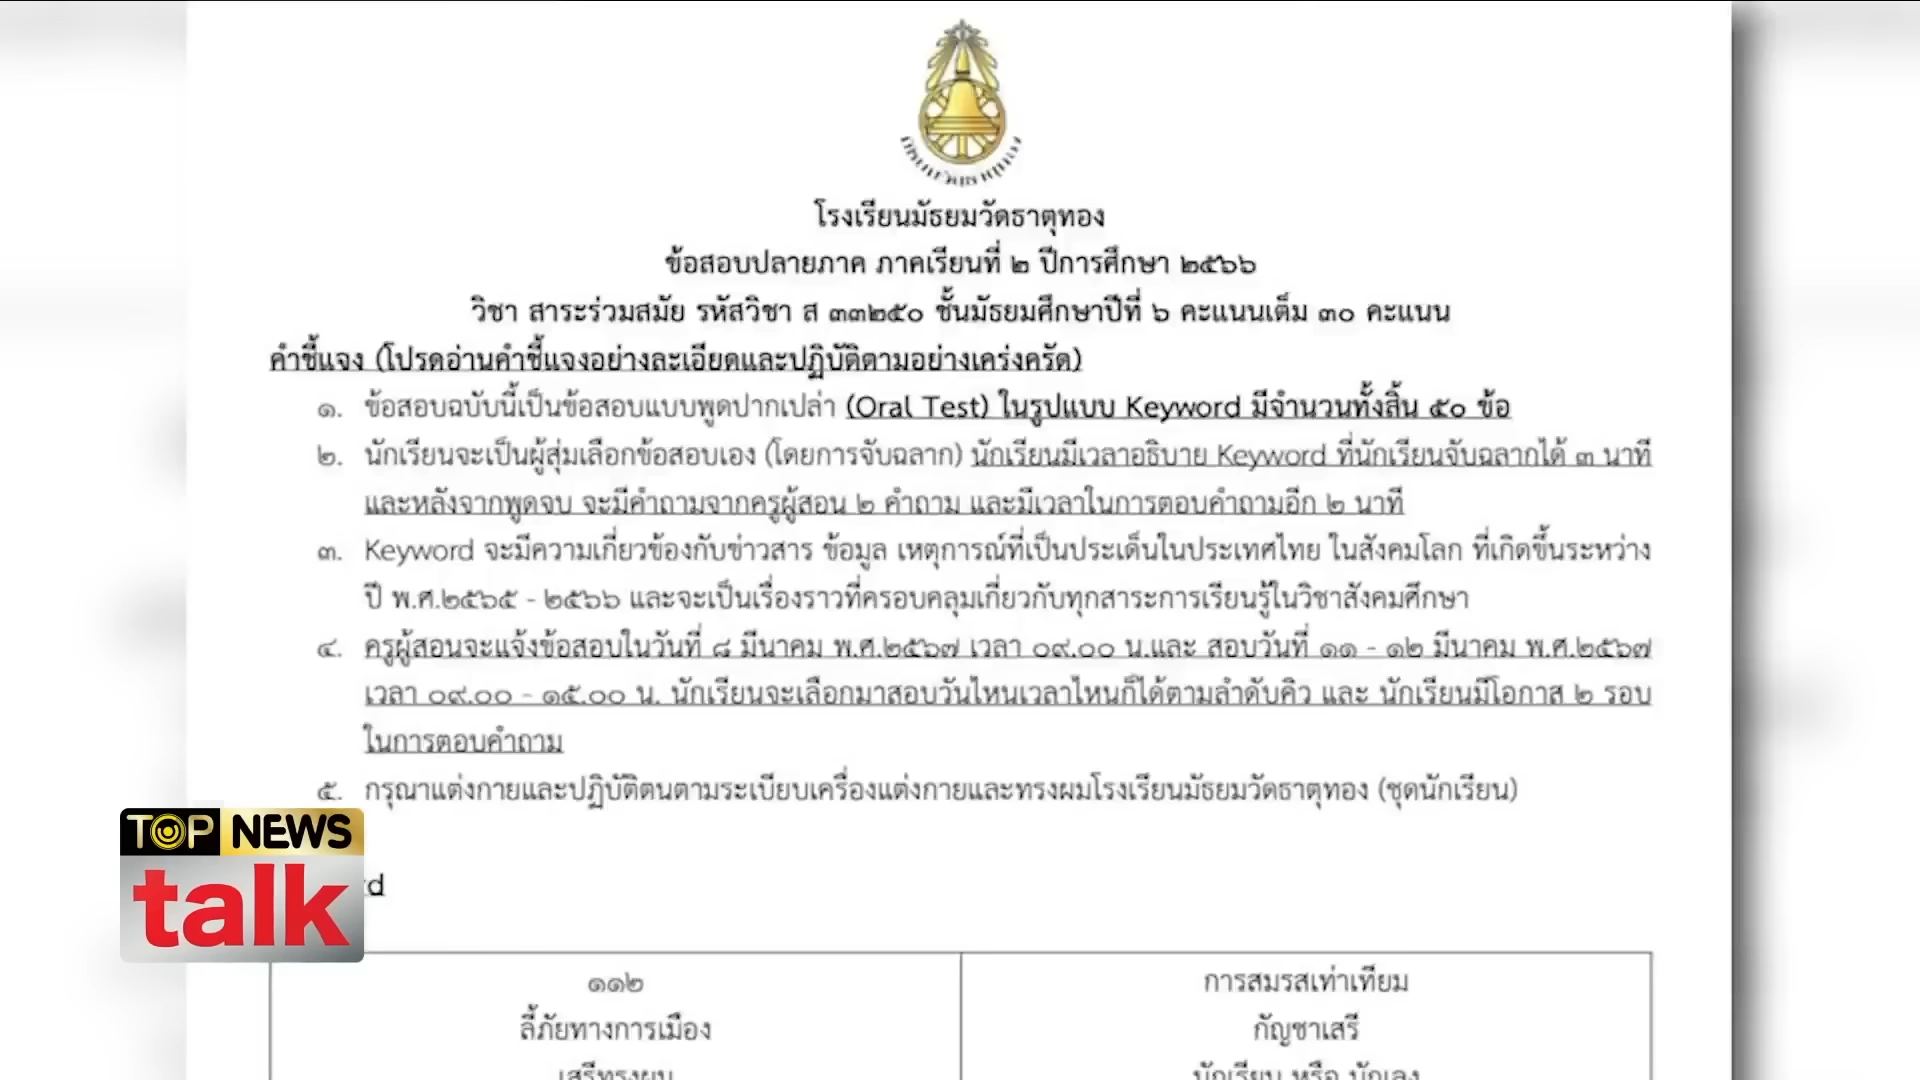 โรงเรียนมัธยมวัดธาตุทอง
ข้อสอบปลายภาค ภาคเรียนที่ ๒ ปีการศึกษา ๒๕๖๖
วิชา สาระร่วมสมัย รหัสวิชา ส ๓๓๒๕๐ ชั้นมัธยมศึกษาปีที่ ๖ คะแนนเต็ม ๓๐ คะแนน
คำชี้แจง (โปรดอ่านคำชี้แจงอย่างละเอียดและปฏิบัติตามอย่างเคร่งครัด)
๑. ข้อสอบฉบับนี้เป็นข้อสอบแบบพูดปากเปล่า (Oral Test) ในรูปแบบ Keyword มีจำนวนทั้งสิ้น ๕๐ ข้อ
๒. นักเรียนจะเป็นผู้สุ่มเลือกข้อสอบเอง (โดยการจับฉลาก) นักเรียนมีเวลาอธิบาย Keyword ที่นักเรียนจับฉลากได้ ๓ นาที
และหลังจากพูดจบ จะมีคำถามจากครูผู้สอน ๒ คำถาม และมีเวลาในการตอบคำถามอีก ๒ นาที
๓. Keyword จะมีความเกี่ยวข้องกับข่าวสาร ข้อมูล เหตุการณ์ที่เป็นประเด็นในประเทศไทย ในสังคมโลก ที่เกิดขึ้นระหว่าง
ปี พ.ศ.๒๕๖๕ - ๒๕๖๖ และจะเป็นเรื่องราวที่ครอบคลุมเกี่ยวกับทุกสาระการเรียนรู้ในวิชาสังคมศึกษา
๔. ครูผู้สอนจะแจ้งข้อสอบในวันที่ ๘ มีนาคม พ.ศ.๒๕๖๗ เวลา ๐๙.๐๐ น.และ สอบวันที่ ๑๑ - ๑๒ มีนาคม พ.ศ.๒๕๖๗
เวลา ๐๙.๐๐ - ๑๕.๐๐ น. นักเรียนจะเลือกมาสอบวันไหนเวลาไหนก็ได้ตามลำดับคิว และ นักเรียนมีโอกาส ๒ รอบ
ในการตอบคำถาม
๕. กรุณาแต่งกายและปฏิบัติตนตามระเบียบเครื่องแต่งกายและทรงผมโรงเรียนมัธยมวัดธาตุทอง (ชุดนักเรียน)
TOP NEWS
talk
rd
๑๑๒
การสมรสเท่าเทียม
ลี้ภัยทางการเมือง
กัญชาเสรี
เสรีทรงผม
นักเรียน หรือ นักเลง